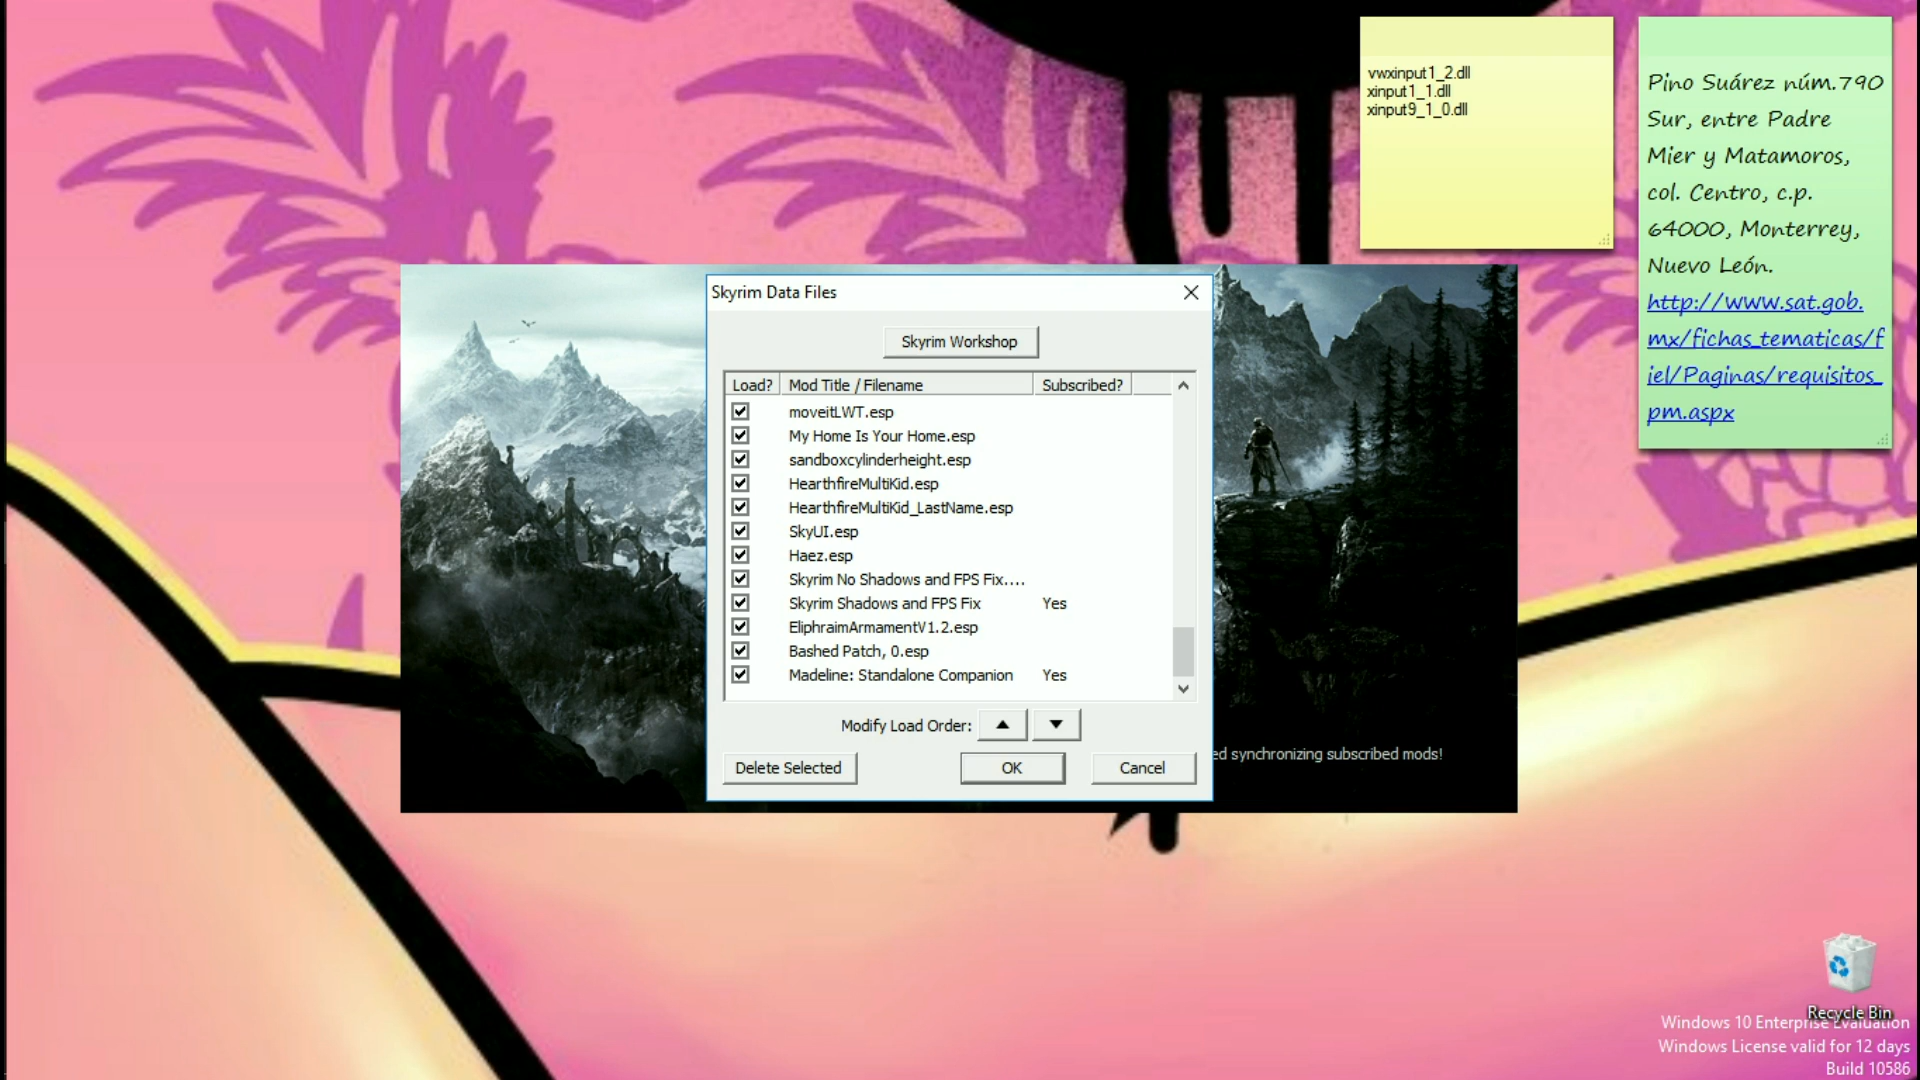 vwxinput1_2.dll
xinput1_1.dll
xinput9_1_0.dll
Pino Suárez núm.790
Sur, entre Padre
Mier y Matamoros,
col. Centro, c.p.
64000, Monterrey,
Nuevo León.
http://www.sat.gob.
mx/fichas_tematicas/f
iel/Paginas/requisitos_
pm.aspx
Skyrim Data Files
Skyrim Workshop
Load? Mod Title / Filename Subscribed?
moveitLWT.esp
My Home Is Your Home.esp
sandboxcylinderheight.esp
HearthfireMultiKid.esp
HearthfireMultiKid_LastName.esp
SkyUI.esp
Haez.esp
Skyrim No Shadows and FPS Fix....
Skyrim Shadows and FPS Fix Yes
EliphraimArmamentV1.2.esp
Bashed Patch, 0.esp
Madeline: Standalone Companion Yes
Modify Load Order:
Delete Selected OK Cancel
ed synchronizing subscribed mods!
Recycle Bin
Windows 10 Enterprise Evaluation
Windows License valid for 12 days
Build 10586